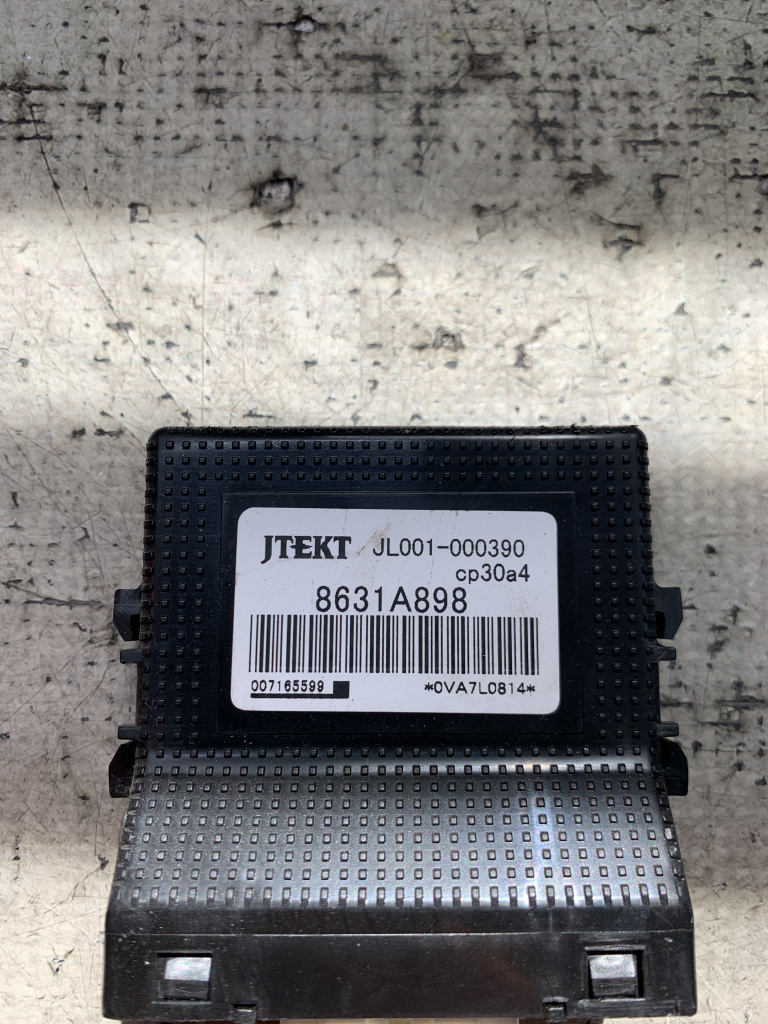 JTEKT JL001-000390
cp30a4
8631A898
007165599 *0VA7L0814*